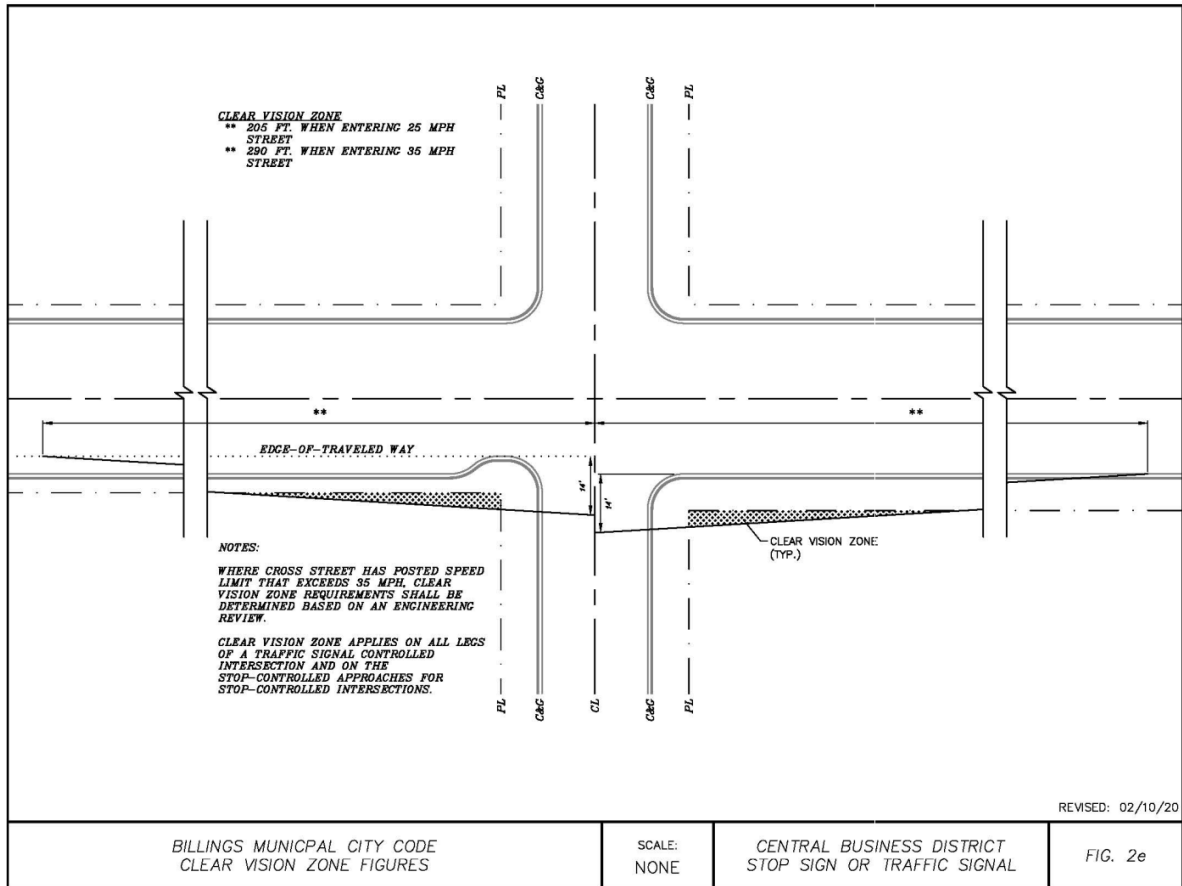 PL
C&G
C&G
PL
CLEAR VISION ZONE
** 205 FT. WHEN ENTERING 25 MPH
STREET
** 290 FT. WHEN ENTERING 35 MPH
STREET
**
**
EDGE-OF-TRAVELED WAY
14'
14'
CLEAR VISION ZONE
(TYP.)
NOTES:
WHERE CROSS STREET HAS POSTED SPEED
LIMIT THAT EXCEEDS 35 MPH, CLEAR
VISION ZONE REQUIREMENTS SHALL BE
DETERMINED BASED ON AN ENGINEERING
REVIEW.
CLEAR VISION ZONE APPLIES ON ALL LEGS
OF A TRAFFIC SIGNAL CONTROLLED
INTERSECTION AND ON THE
STOP-CONTROLLED APPROACHES FOR
STOP-CONTROLLED INTERSECTIONS.
PL
C&G
CL
C&G
PL
REVISED: 02/10/20
BILLINGS MUNICPAL CITY CODE
CLEAR VISION ZONE FIGURES
SCALE:
NONE
CENTRAL BUSINESS DISTRICT
STOP SIGN OR TRAFFIC SIGNAL
FIG. 2e